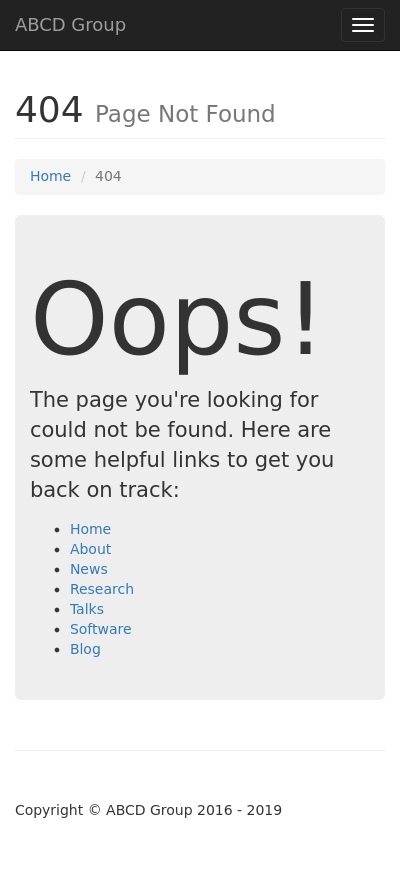 ABCD Group
404 Page Not Found
Home / 404
Oops!
The page you're looking for
could not be found. Here are
some helpful links to get you
back on track:
Home
About
News
Research
Talks
Software
Blog
Copyright © ABCD Group 2016 - 2019